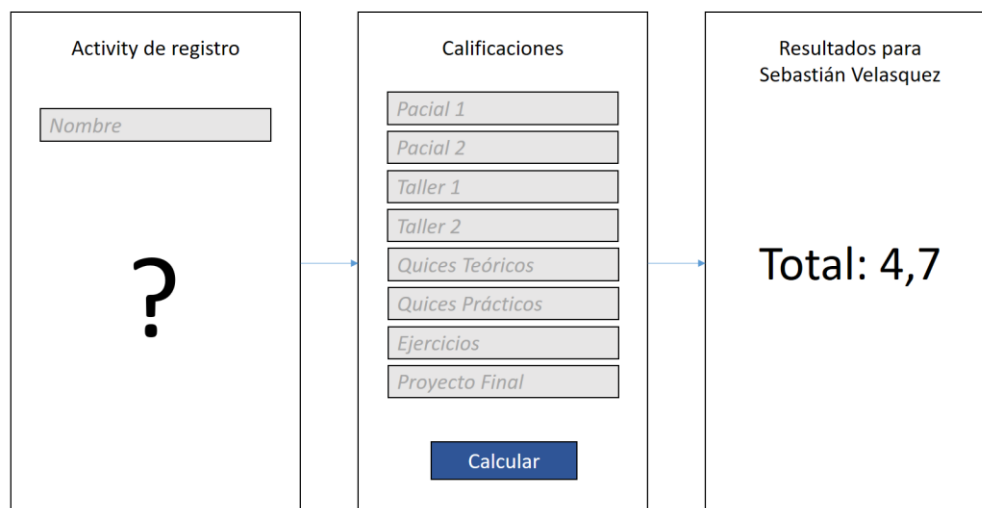 Activity de registro
Nombre
?
Calificaciones
Pacial 1
Pacial 2
Taller 1
Taller 2
Quices Teóricos
Quices Prácticos
Ejercicios
Proyecto Final
Calcular
Resultados para
Sebastián Velasquez
Total: 4,7